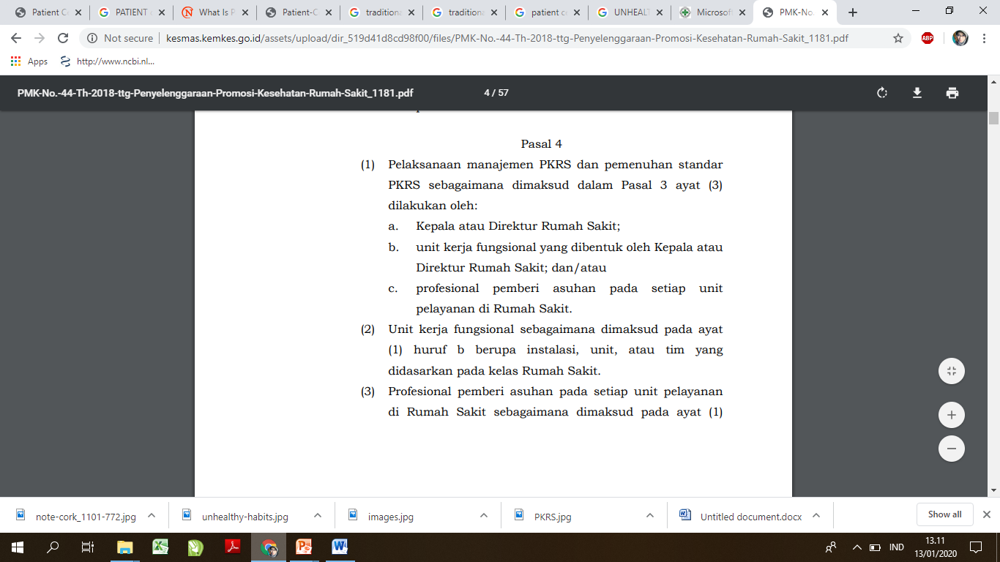 Patient C
PATIENT
What Is P
Patient-C
traditiona
traditiona
patient ce
UNHEALT
Microsof
PMK-No.
Not secure
kesmas.kemkes.go.id/assets/upload/dir_519d41d8cd98f00/files/PMK-No.-44-Th-2018-ttg-Penyelenggaraan-Promosi-Kesehatan-Rumah-Sakit_1181.pdf
ABP
Apps
http://www.ncbi.nl...
PMK-No.-44-Th-2018-ttg-Penyelenggaraan-Promosi-Kesehatan-Rumah-Sakit_1181.pdf
4 / 57
Pasal 4
(1) Pelaksanaan manajemen PKRS dan pemenuhan standar
PKRS sebagaimana dimaksud dalam Pasal 3 ayat (3)
dilakukan oleh:
a. Kepala atau Direktur Rumah Sakit;
b. unit kerja fungsional yang dibentuk oleh Kepala atau
Direktur Rumah Sakit; dan/atau
c. profesional pemberi asuhan pada setiap unit
pelayanan di Rumah Sakit.
(2) Unit kerja fungsional sebagaimana dimaksud pada ayat
(1) huruf b berupa instalasi, unit, atau tim yang
didasarkan pada kelas Rumah Sakit.
(3) Profesional pemberi asuhan pada setiap unit pelayanan
di Rumah Sakit sebagaimana dimaksud pada ayat (1)
note-cork_1101-772.jpg
unhealthy-habits.jpg
images.jpg
PKRS.jpg
Untitled document.docx
Show all
IND
13.11
13/01/2020